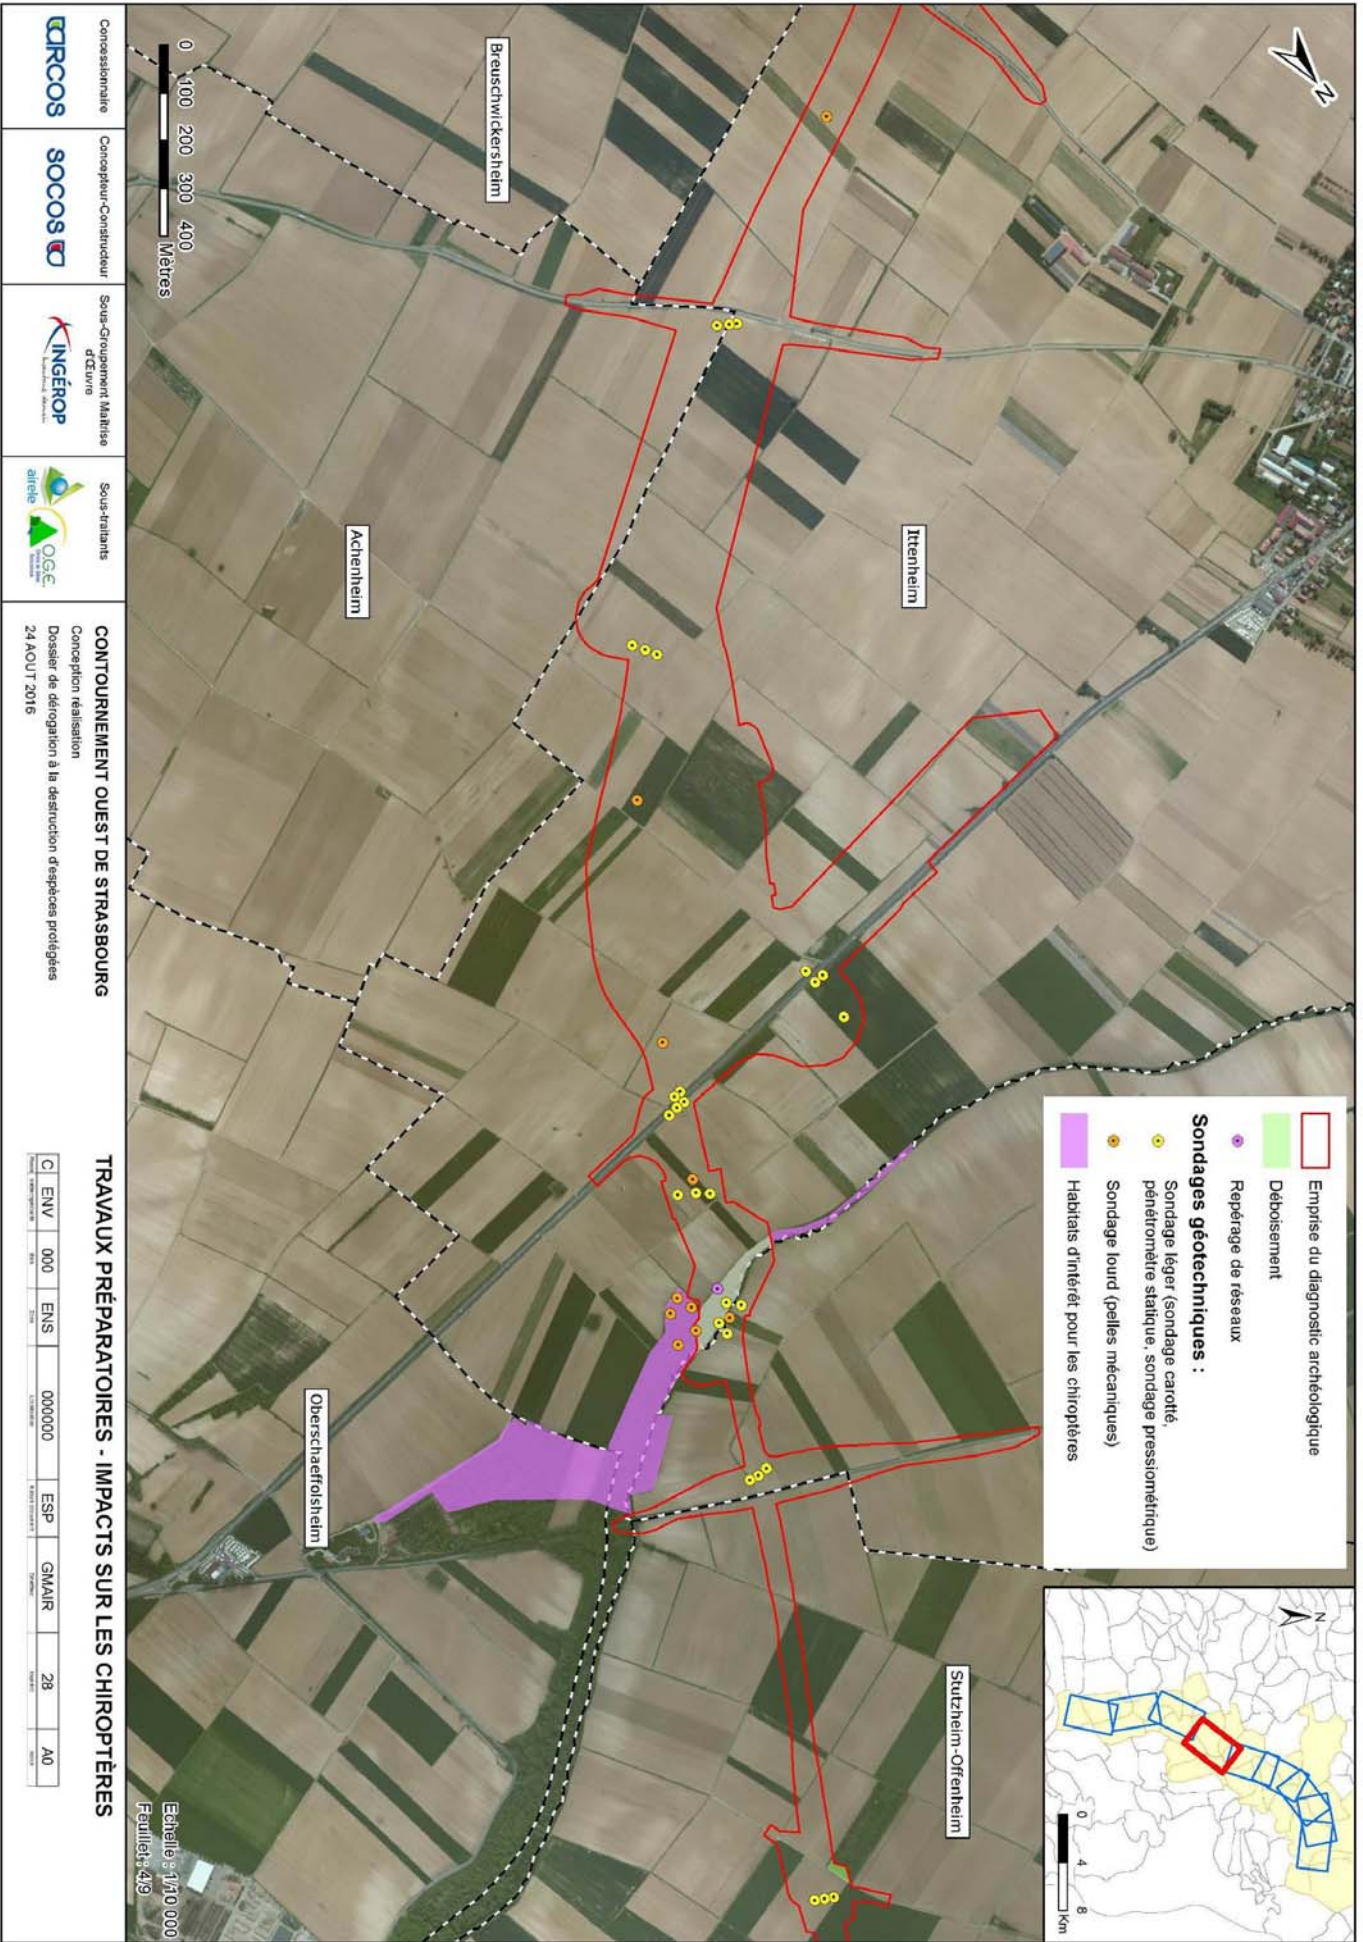 Breuschwickersheim
Ittenheim
Achenheim
Oberschaeffolsheim
Stutzheim-Offenheim
N
0 100 200 300 400
Mètres
Emprise du diagnostic archéologique
Déboisement
Repérage de réseaux
Sondages géotechniques :
Sondage léger (sondage carotté,
pénétromètre statique, sondage pressiométrique)
Sondage lourd (pelles mécaniques)
Habitats d'intérêt pour les chiroptères
N
0 4 8
Km
Echelle : 1/10 000
Feuillet : 4/9
Concessionnaire
ARCOS
Concepteur-Constructeur
SOCOS
Sous-Groupement Maîtrise
d'Œuvre
INGÉROP
Sous-traitants
airele
O.G.E.
CONTOURNEMENT OUEST DE STRASBOURG
Conception réalisation
Dossier de dérogation à la destruction d'espèces protégées
24 AOUT 2016
TRAVAUX PRÉPARATOIRES - IMPACTS SUR LES CHIROPTÈRES
C ENV 000 ENS 000000 ESP GMAIR 28 A0